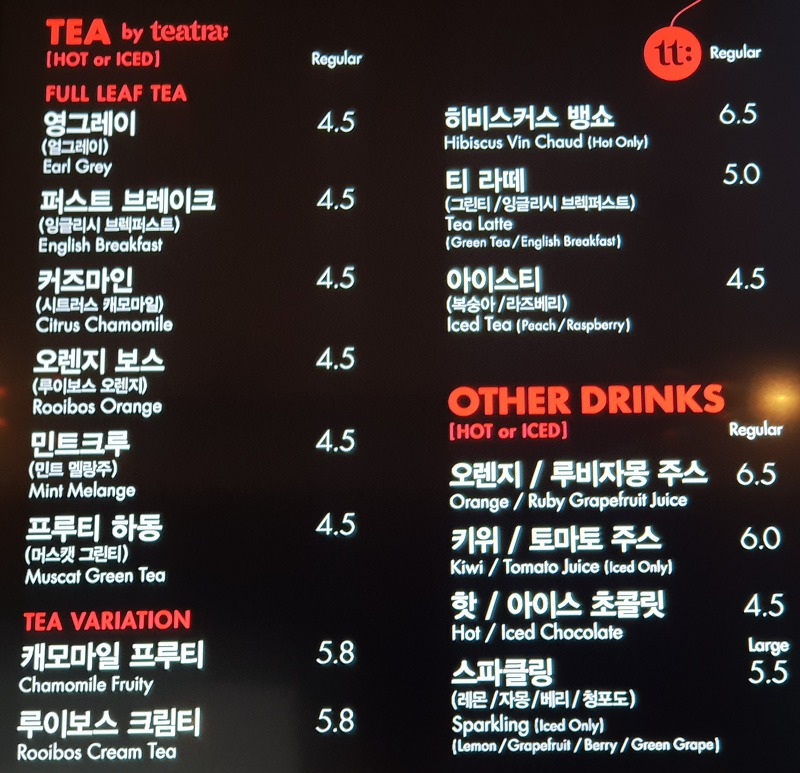 TEA by teatra:
[HOT or ICED]
Regular
FULL LEAF TEA
영그레이 4.5
(얼그레이)
Earl Grey
퍼스트 브레이크 4.5
(잉글리시 브렉퍼스트)
English Breakfast
커즈마인 4.5
(시트러스 캐모마일)
Citrus Chamomile
오렌지 보스 4.5
(루이보스 오렌지)
Rooibos Orange
민트크루 4.5
(민트 멜랑주)
Mint Melange
프루티 하동 4.5
(머스캣 그린티)
Muscat Green Tea
TEA VARIATION
캐모마일 프루티 5.8
Chamomile Fruity
루이보스 크림티 5.8
Rooibos Cream Tea
tt: Regular
히비스커스 뱅쇼 6.5
Hibiscus Vin Chaud (Hot Only)
티 라떼 5.0
(그린티/잉글리시 브렉퍼스트)
Tea Latte
(Green Tea/English Breakfast)
아이스티 4.5
(복숭아/라즈베리)
Iced Tea (Peach/Raspberry)
OTHER DRINKS
[HOT or ICED]
Regular
오렌지 / 루비자몽 주스 6.5
Orange / Ruby Grapefruit Juice
키위 / 토마토 주스 6.0
Kiwi / Tomato Juice (Iced Only)
핫 / 아이스 초콜릿 4.5
Hot / Iced Chocolate
Large
스파클링 5.5
(레몬/자몽/베리/청포도)
Sparkling (Iced Only)
(Lemon/Grapefruit/Berry/Green Grape)